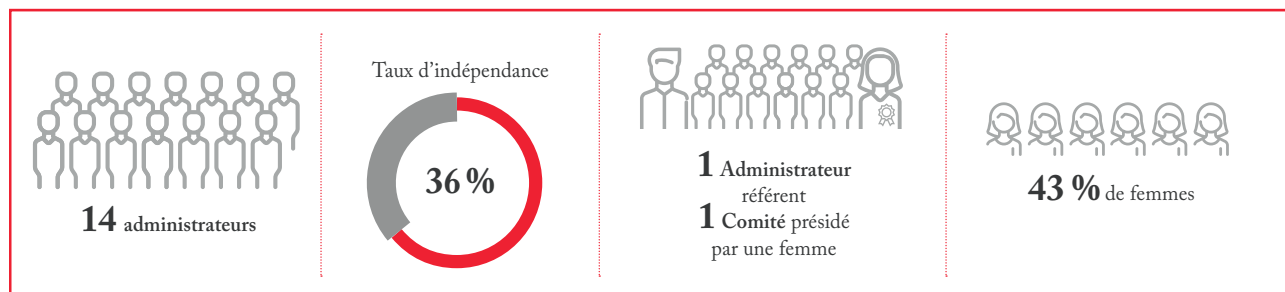 14 administrateurs
Taux d'indépendance
36 %
1 Administrateur
référent
1 Comité présidé
par une femme
43 % de femmes